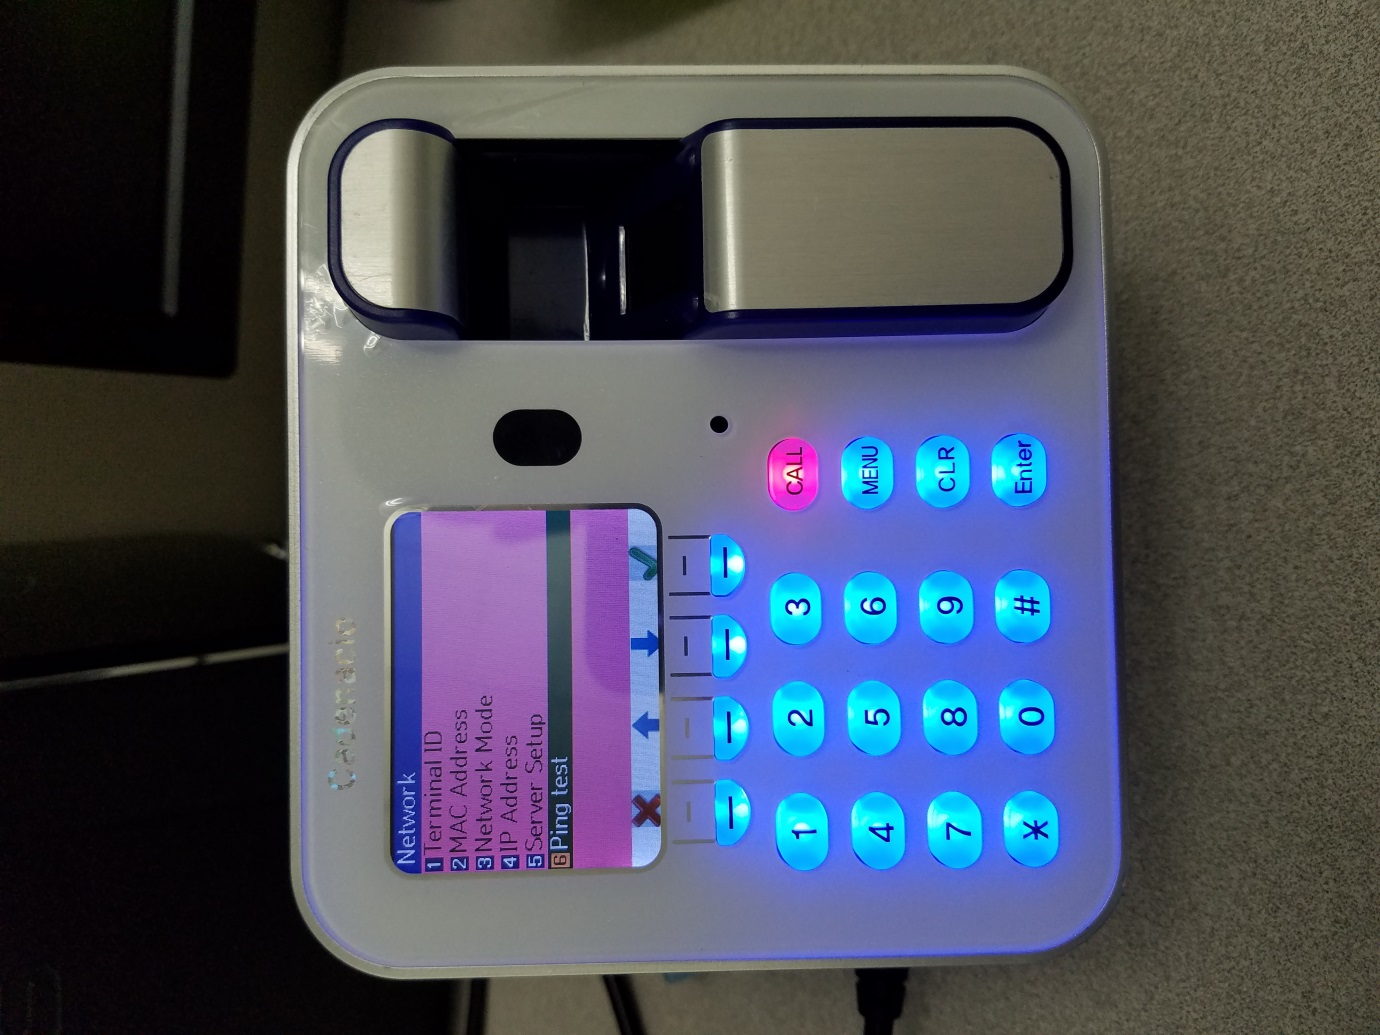 Cadenario
Network
1 Terminal ID
2 MAC Address
3 Network Mode
4 IP Address
5 Server Setup
6 Ping test
1 2 3 CALL
4 5 6 MENU
7 8 9 CLR
* 0 # Enter